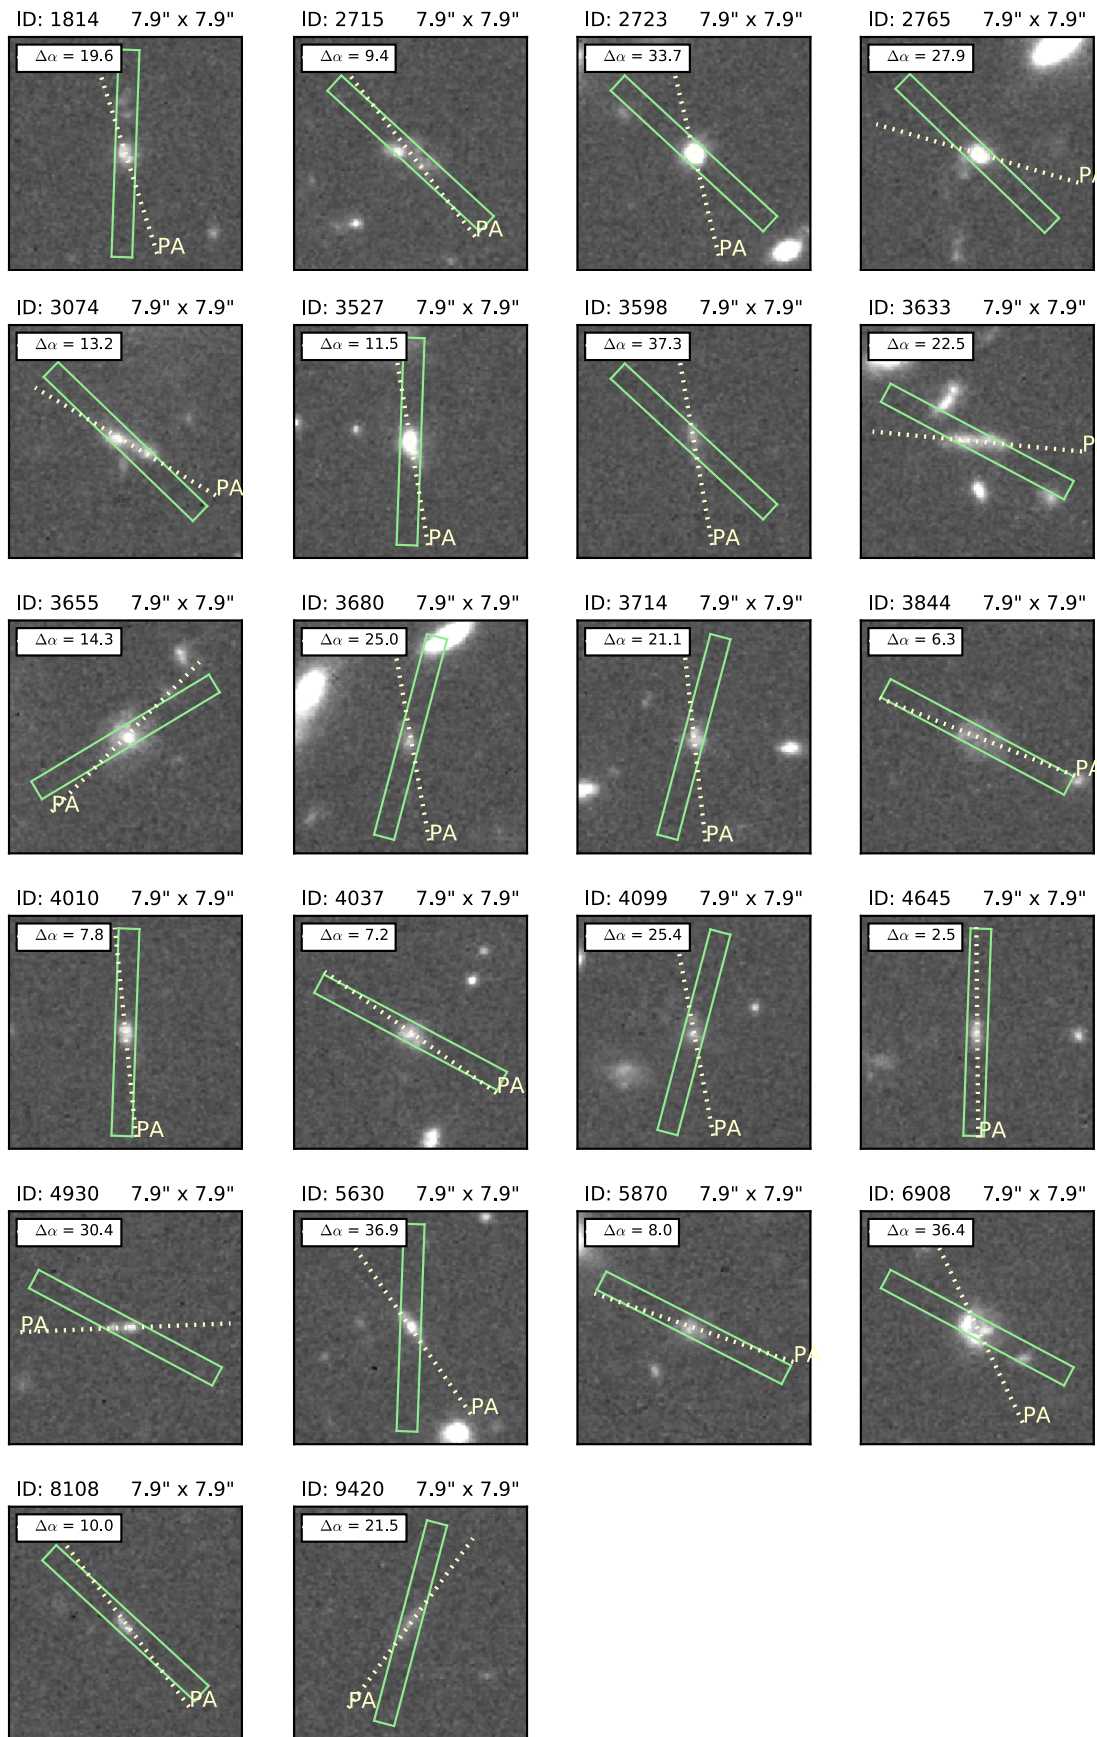 ID: 1814 7.9" x 7.9"
Δα = 19.6
PA
ID: 2715 7.9" x 7.9"
Δα = 9.4
PA
ID: 2723 7.9" x 7.9"
Δα = 33.7
PA
ID: 2765 7.9" x 7.9"
Δα = 27.9
PA
ID: 3074 7.9" x 7.9"
Δα = 13.2
PA
ID: 3527 7.9" x 7.9"
Δα = 11.5
PA
ID: 3598 7.9" x 7.9"
Δα = 37.3
PA
ID: 3633 7.9" x 7.9"
Δα = 22.5
P
ID: 3655 7.9" x 7.9"
Δα = 14.3
PA
ID: 3680 7.9" x 7.9"
Δα = 25.0
PA
ID: 3714 7.9" x 7.9"
Δα = 21.1
PA
ID: 3844 7.9" x 7.9"
Δα = 6.3
PA
ID: 4010 7.9" x 7.9"
Δα = 7.8
PA
ID: 4037 7.9" x 7.9"
Δα = 7.2
PA
ID: 4099 7.9" x 7.9"
Δα = 25.4
PA
ID: 4645 7.9" x 7.9"
Δα = 2.5
PA
ID: 4930 7.9" x 7.9"
Δα = 30.4
PA
ID: 5630 7.9" x 7.9"
Δα = 36.9
PA
ID: 5870 7.9" x 7.9"
Δα = 8.0
PA
ID: 6908 7.9" x 7.9"
Δα = 36.4
PA
ID: 8108 7.9" x 7.9"
Δα = 10.0
PA
ID: 9420 7.9" x 7.9"
Δα = 21.5
PA